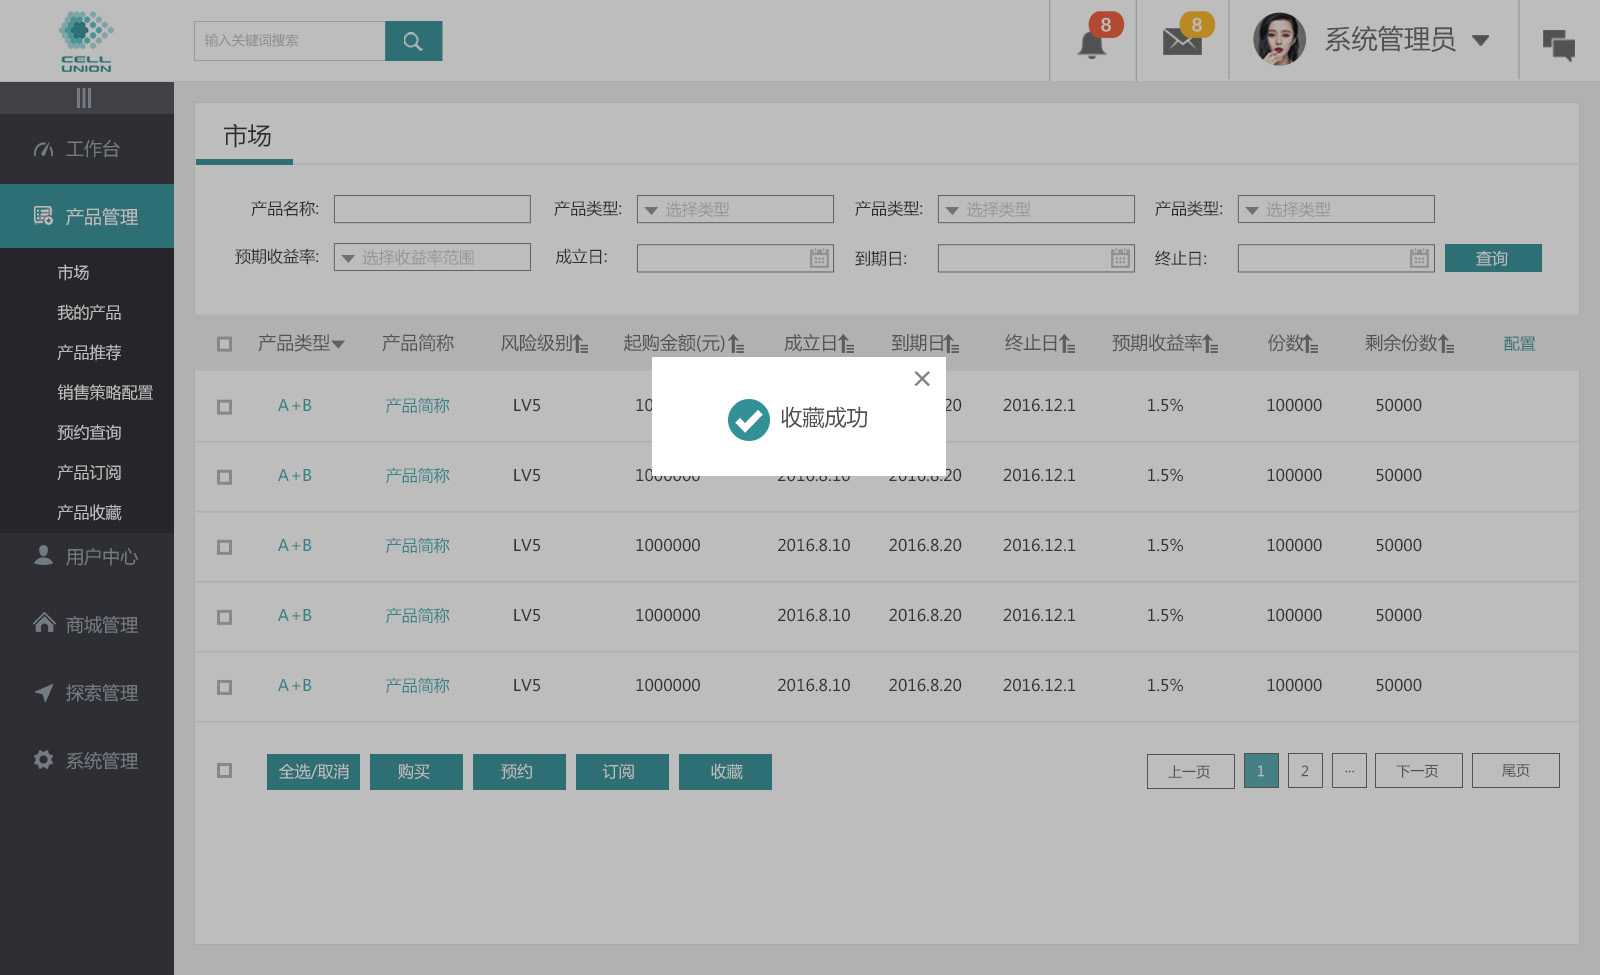 CELL
UNION
输入关键词搜索
8
8
系统管理员
工作台
产品管理
市场
我的产品
产品推荐
销售策略配置
预约查询
产品订阅
产品收藏
用户中心
商城管理
探索管理
系统管理
市场
产品名称: 产品类型: 选择类型 产品类型: 选择类型 产品类型: 选择类型
预期收益率: 选择收益率范围 成立日: 到期日: 终止日: 查询
产品类型 产品简称 风险级别 起购金额(元) 成立日 到期日 终止日 预期收益率 份数 剩余份数 配置
A+B 产品简称 LV5 10 20 2016.12.1 1.5% 100000 50000
收藏成功
A+B 产品简称 LV5 1000000 2016.8.10 2016.8.20 2016.12.1 1.5% 100000 50000
A+B 产品简称 LV5 1000000 2016.8.10 2016.8.20 2016.12.1 1.5% 100000 50000
A+B 产品简称 LV5 1000000 2016.8.10 2016.8.20 2016.12.1 1.5% 100000 50000
A+B 产品简称 LV5 1000000 2016.8.10 2016.8.20 2016.12.1 1.5% 100000 50000
全选/取消 购买 预约 订阅 收藏 上一页 1 2 ... 下一页 尾页